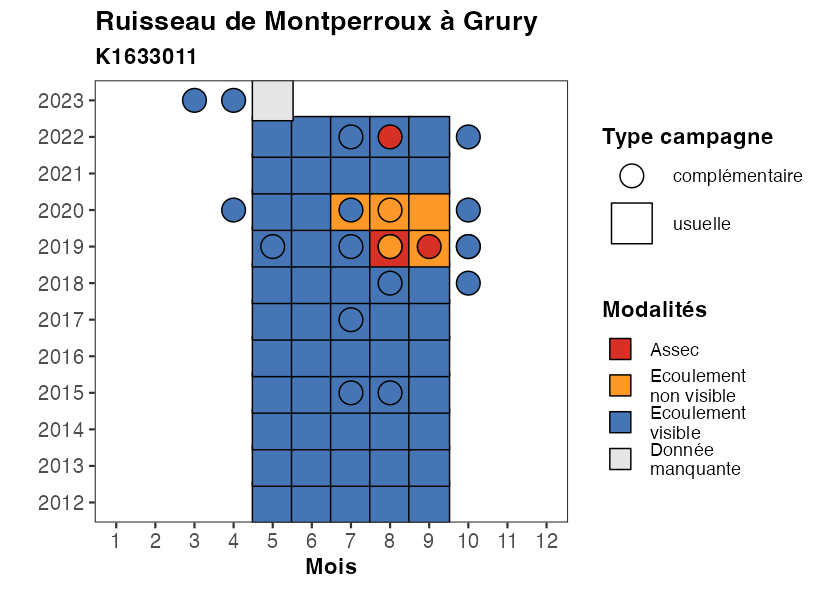 Ruisseau de Montperroux à Grury
K1633011
2023
2022
2021
2020
2019
2018
2017
2016
2015
2014
2013
2012
1 2 3 4 5 6 7 8 9 10 11 12
Mois
Type campagne
complémentaire
usuelle
Modalités
Assec
Ecoulement
non visible
Ecoulement
visible
Donnée
manquante